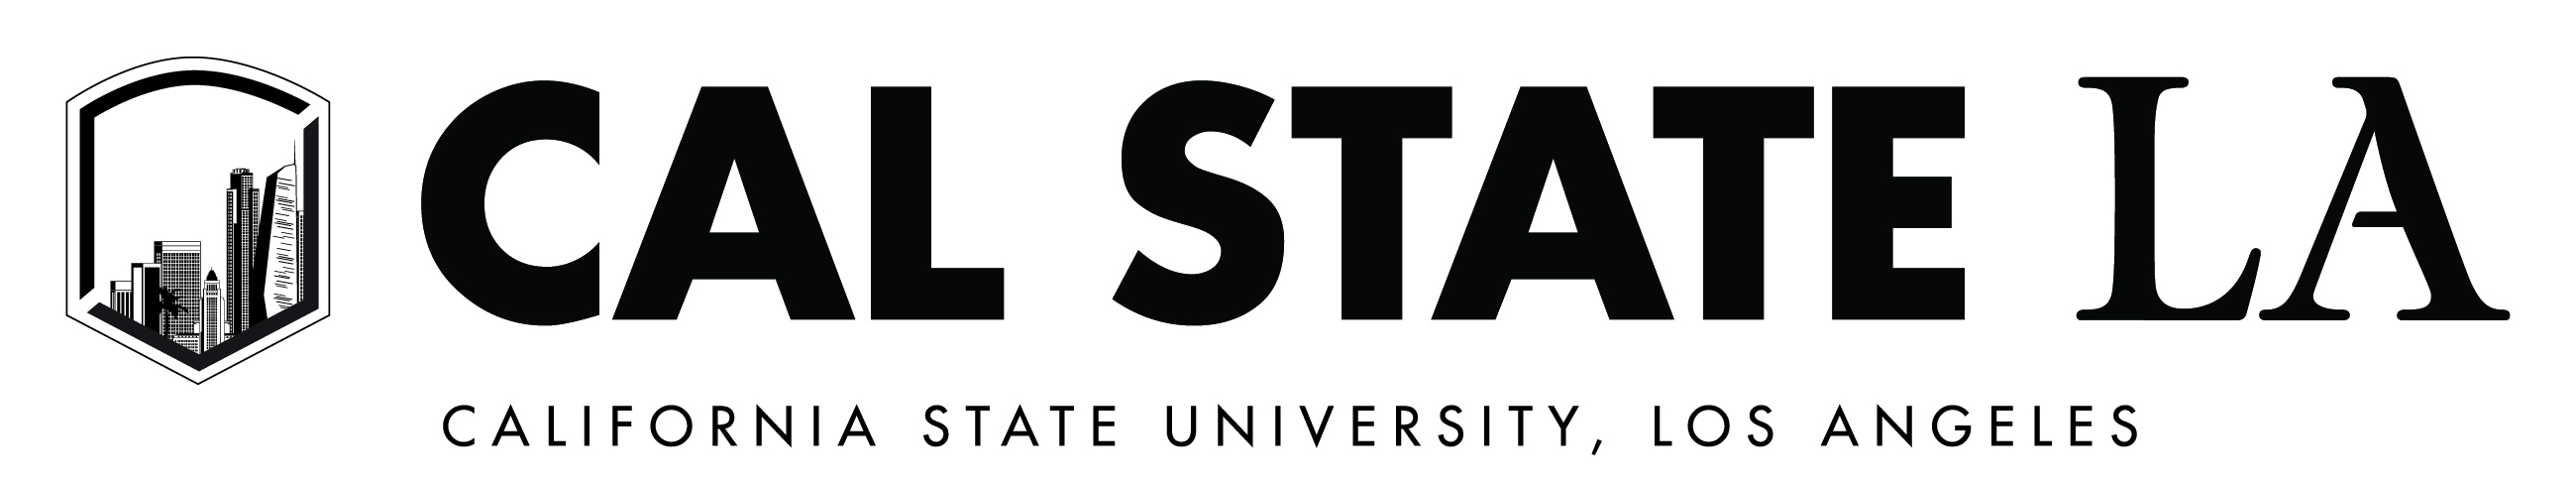 CAL STATE LA
CALIFORNIA STATE UNIVERSITY, LOS ANGELES